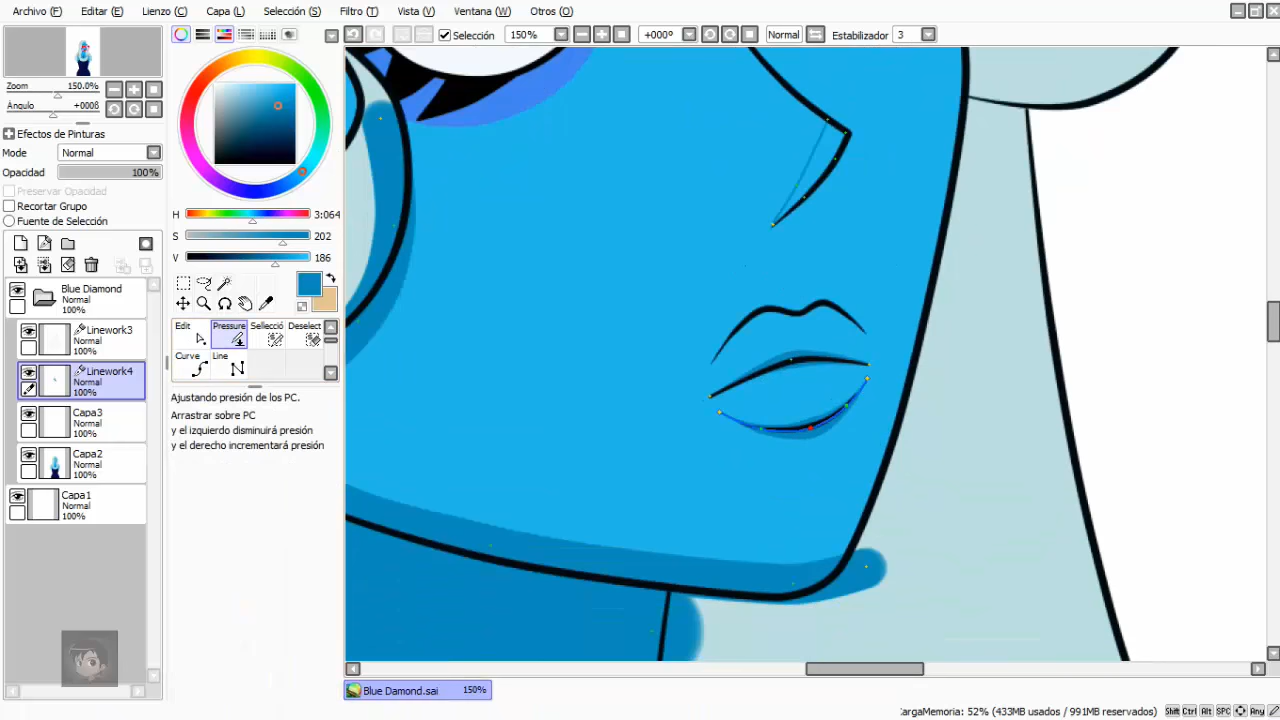 Archivo (F) Editar (E) Lienzo (C) Capa (L) Selección (S) Filtro (T) Vista (V) Ventana (W) Otros (O)
Selección 150% +000º Normal Estabilizador 3
Zoom 150.0%
Ángulo +000ß
Efectos de Pinturas
Mode Normal
Opacidad 100%
Preservar Opacidad
Recortar Grupo
Fuente de Selección
H 3:064
S 202
V 186
Blue Diamond
Normal
100%
Linework3
Normal
100%
Linework4
Normal
100%
Capa3
Normal
100%
Capa2
Normal
100%
Capa1
Normal
100%
Edit Pressure Selecció Deselect
Curve Line
Ajustando presión de los PC.
Arrastrar sobre PC
y el izquierdo disminuirá presión
y el derecho incrementará presión
Blue Damond.sai 150%
CargaMemoria: 52% (433MB usados / 991MB reservados) Shift Ctrl Alt SPC Any